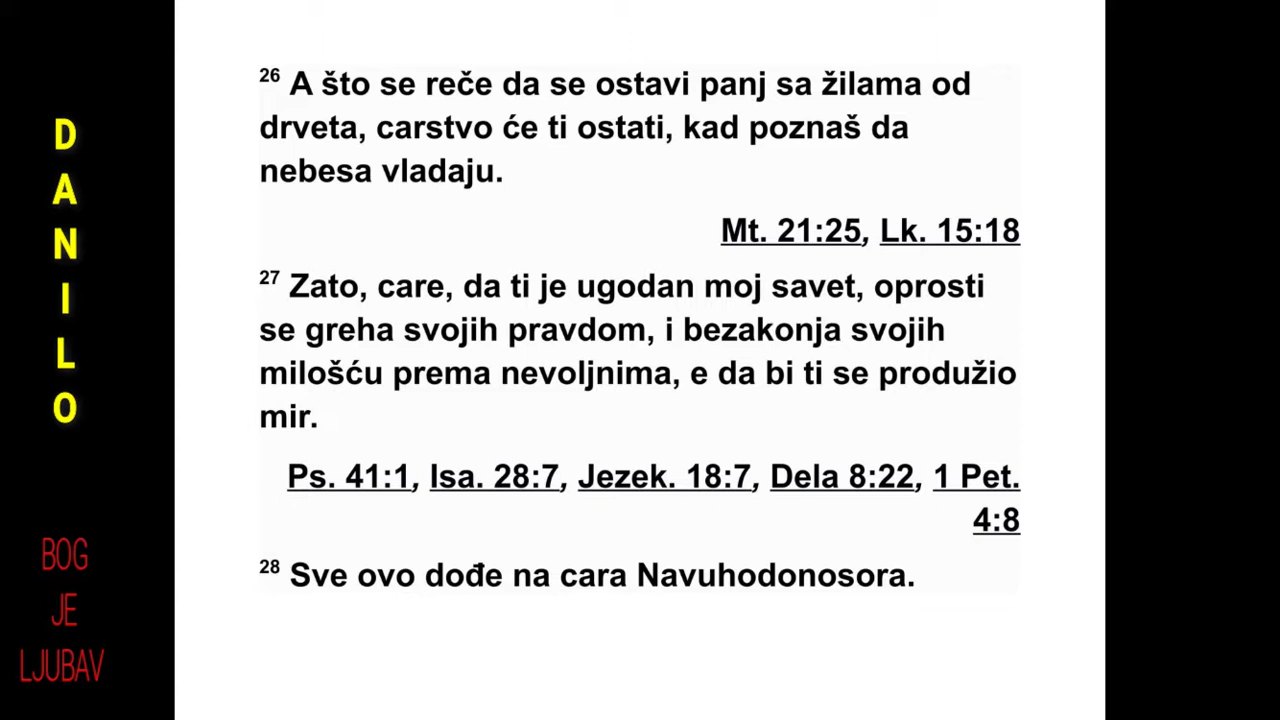 DANILO
BOG
JE
LJUBAV
26 A što se reče da se ostavi panj sa žilama od
drveta, carstvo će ti ostati, kad poznaš da
nebesa vladaju.
Mt. 21:25, Lk. 15:18
27 Zato, care, da ti je ugodan moj savet, oprosti
se greha svojih pravdom, i bezakonja svojih
milošću prema nevoljnima, e da bi ti se produžio
mir.
Ps. 41:1, Isa. 28:7, Jezek. 18:7, Dela 8:22, 1 Pet.
4:8
28 Sve ovo dođe na cara Navuhodonosora.